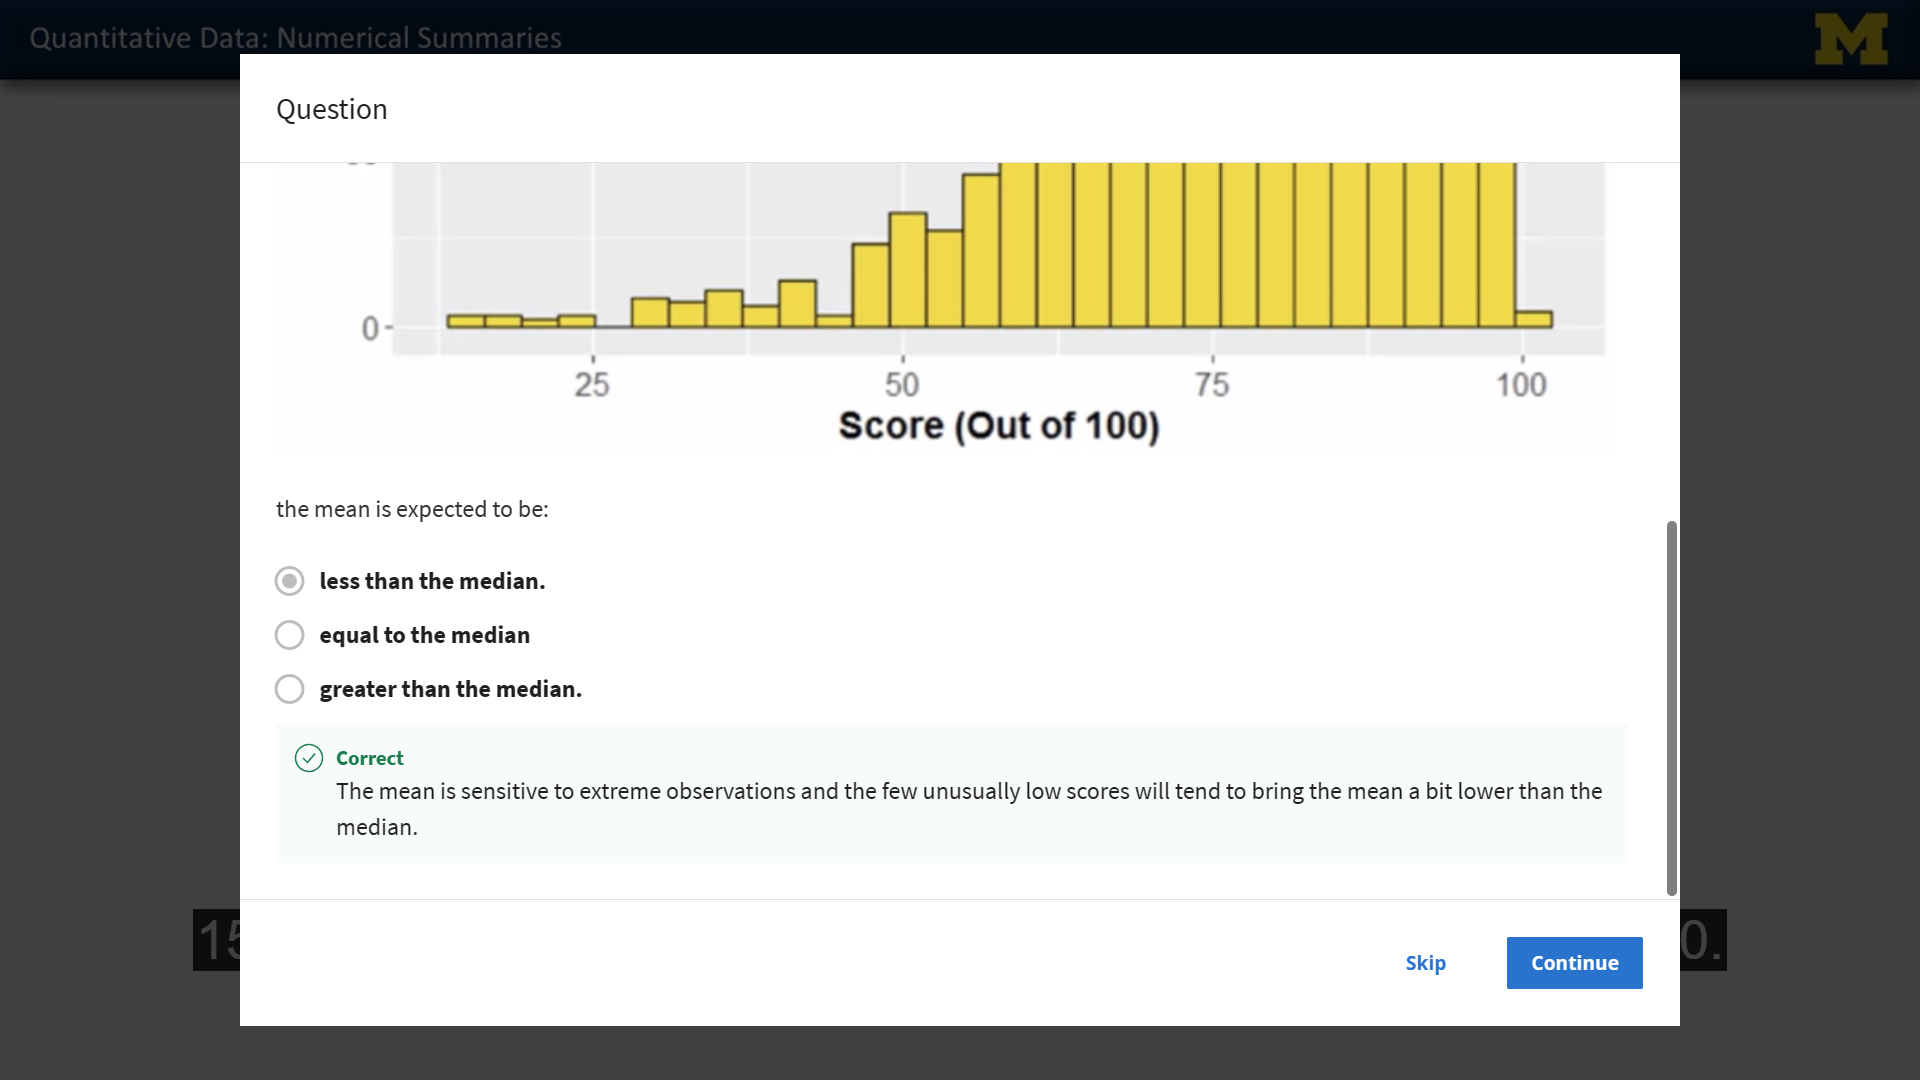 Quantitative Data: Numerical Summaries
M
Question
0
25 50 75 100
Score (Out of 100)
the mean is expected to be:
less than the median.
equal to the median
greater than the median.
Correct
The mean is sensitive to extreme observations and the few unusually low scores will tend to bring the mean a bit lower than the
median.
15 0.
Skip Continue